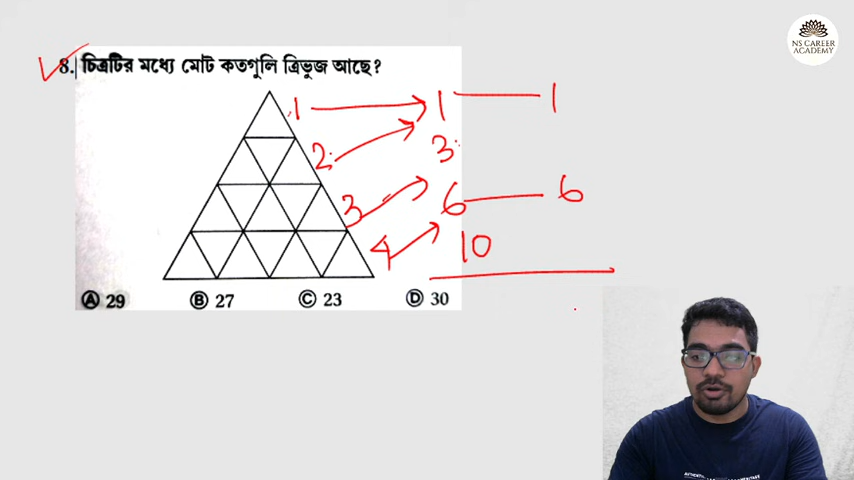 NS CAREER
ACADEMY
8. চিত্রটির মধ্যে মোট কতগুলি ত্রিভুজ আছে?
1 1 1
2 3
3 6 6
4 10
A 29 B 27 C 23 D 30